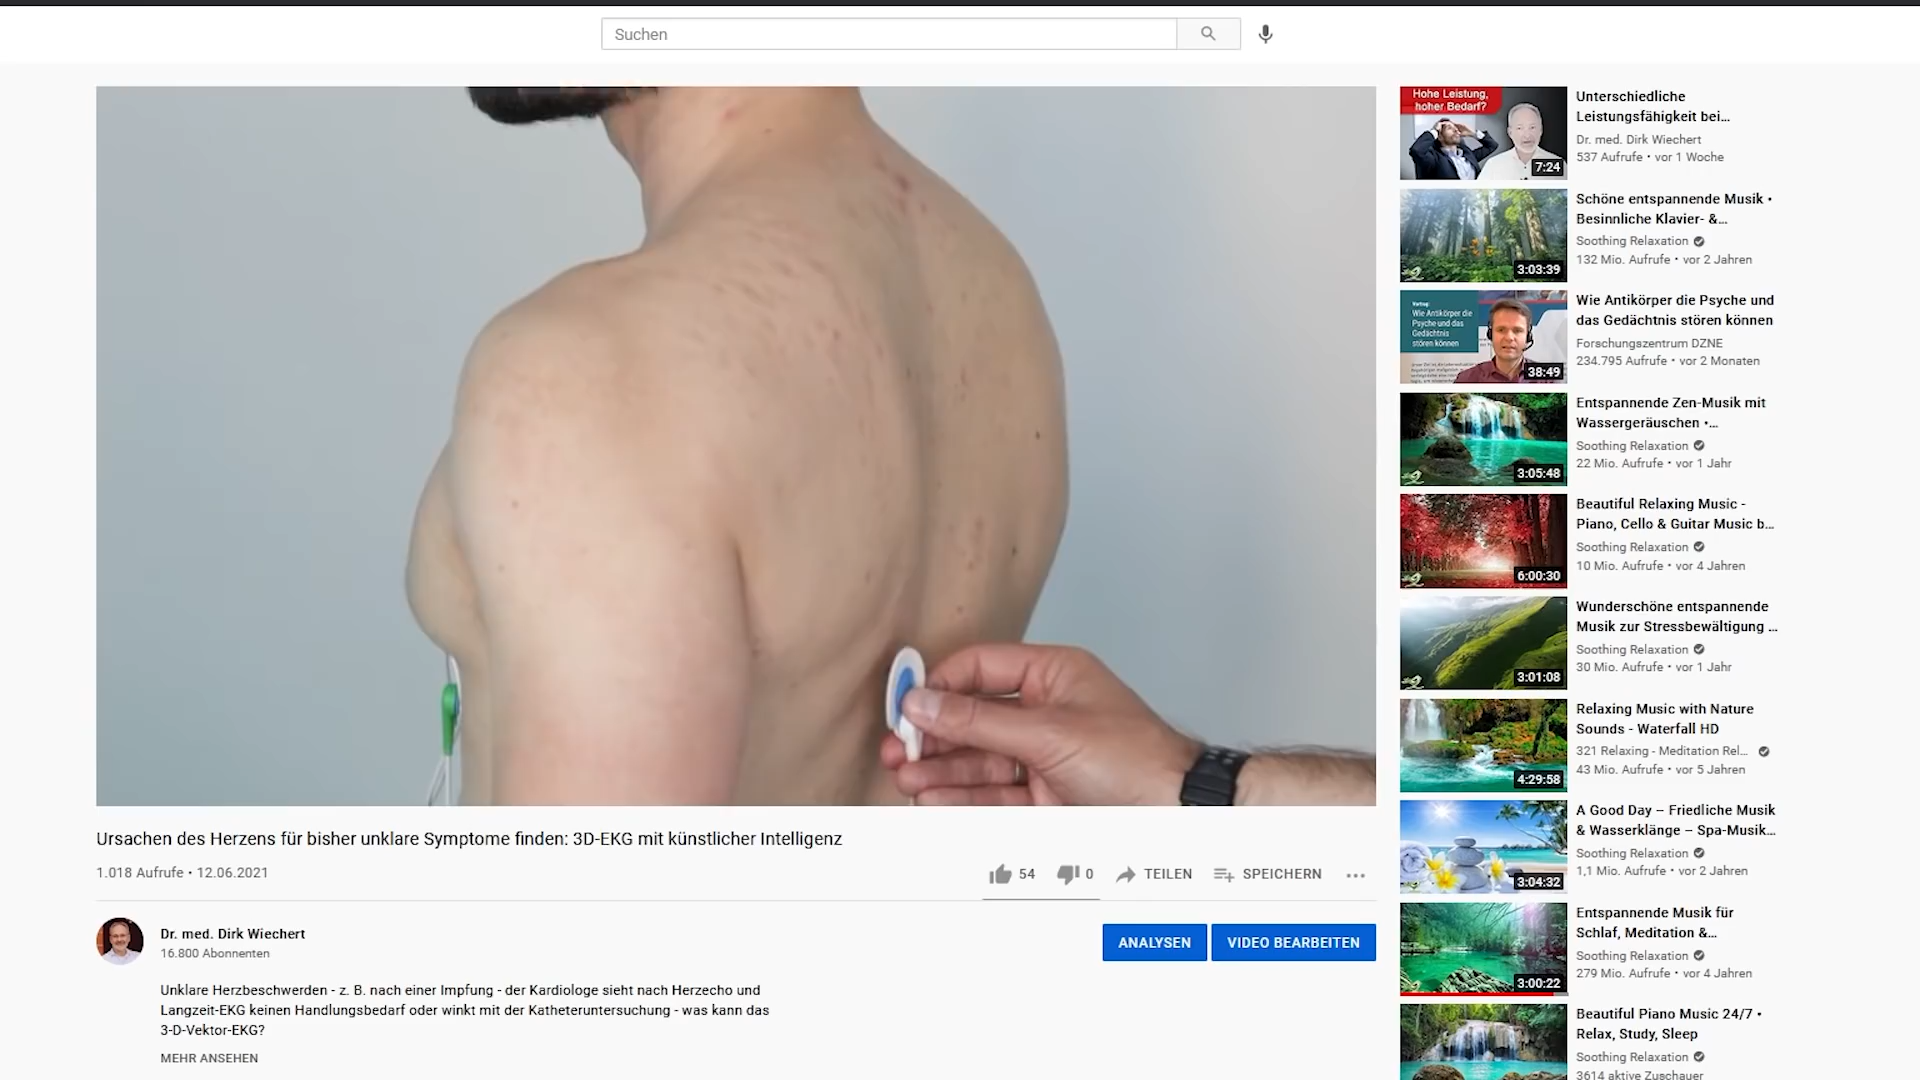 Suchen
Ursachen des Herzens für bisher unklare Symptome finden: 3D-EKG mit künstlicher Intelligenz
1.018 Aufrufe • 12.06.2021
54
0
TEILEN
SPEICHERN
Dr. med. Dirk Wiechert
16.800 Abonnenten
ANALYSEN
VIDEO BEARBEITEN
Unklare Herzbeschwerden - z. B. nach einer Impfung - der Kardiologe sieht nach Herzecho und
Langzeit-EKG keinen Handlungsbedarf oder winkt mit der Katheteruntersuchung - was kann das
3-D-Vektor-EKG?
MEHR ANSEHEN
Hohe Leistung,
hoher Bedarf?
7:24
Unterschiedliche
Leistungsfähigkeit bei...
Dr. med. Dirk Wiechert
537 Aufrufe • vor 1 Woche
3:03:39
Schöne entspannende Musik •
Besinnliche Klavier- &...
Soothing Relaxation
132 Mio. Aufrufe • vor 2 Jahren
Vortrag:
Wie Antikörper die
Psyche und das
Gedächtnis
stören können
38:49
Wie Antikörper die Psyche und
das Gedächtnis stören können
Forschungszentrum DZNE
234.795 Aufrufe • vor 2 Monaten
3:05:48
Entspannende Zen-Musik mit
Wassergeräuschen •...
Soothing Relaxation
22 Mio. Aufrufe • vor 1 Jahr
6:00:30
Beautiful Relaxing Music -
Piano, Cello & Guitar Music b...
Soothing Relaxation
10 Mio. Aufrufe • vor 4 Jahren
3:01:08
Wunderschöne entspannende
Musik zur Stressbewältigung ...
Soothing Relaxation
30 Mio. Aufrufe • vor 1 Jahr
4:29:58
Relaxing Music with Nature
Sounds - Waterfall HD
321 Relaxing - Meditation Rel...
43 Mio. Aufrufe • vor 5 Jahren
3:04:32
A Good Day – Friedliche Musik
& Wasserklänge – Spa-Musik...
Soothing Relaxation
1,1 Mio. Aufrufe • vor 2 Jahren
3:00:22
Entspannende Musik für
Schlaf, Meditation &...
Soothing Relaxation
279 Mio. Aufrufe • vor 4 Jahren
Beautiful Piano Music 24/7 •
Relax, Study, Sleep
Soothing Relaxation
3614 aktive Zuschauer